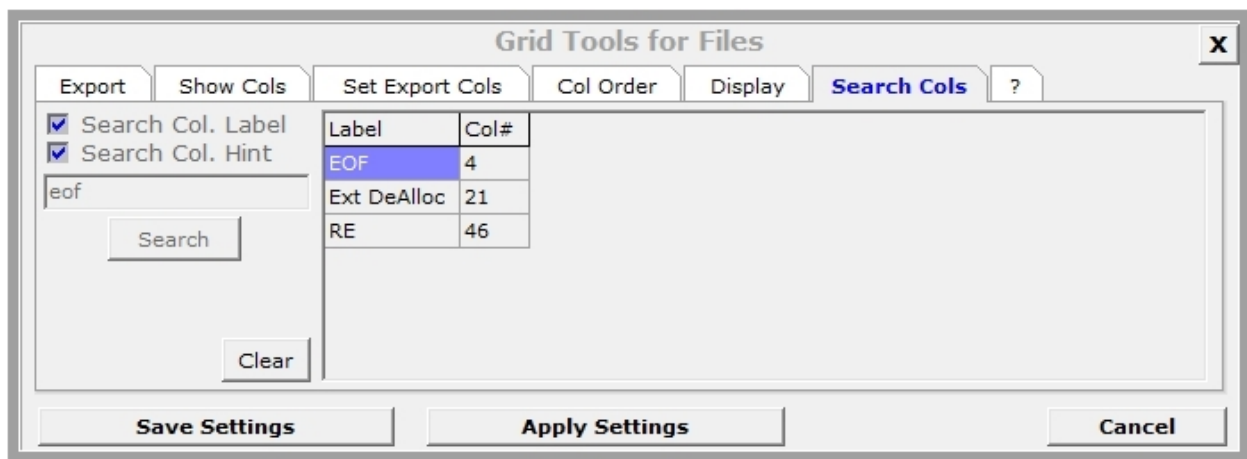 Grid Tools for Files
X
Export Show Cols Set Export Cols Col Order Display Search Cols ?
Search Col. Label
Search Col. Hint
eof
Search
Clear
Label Col#
EOF 4
Ext DeAlloc 21
RE 46
Save Settings Apply Settings Cancel